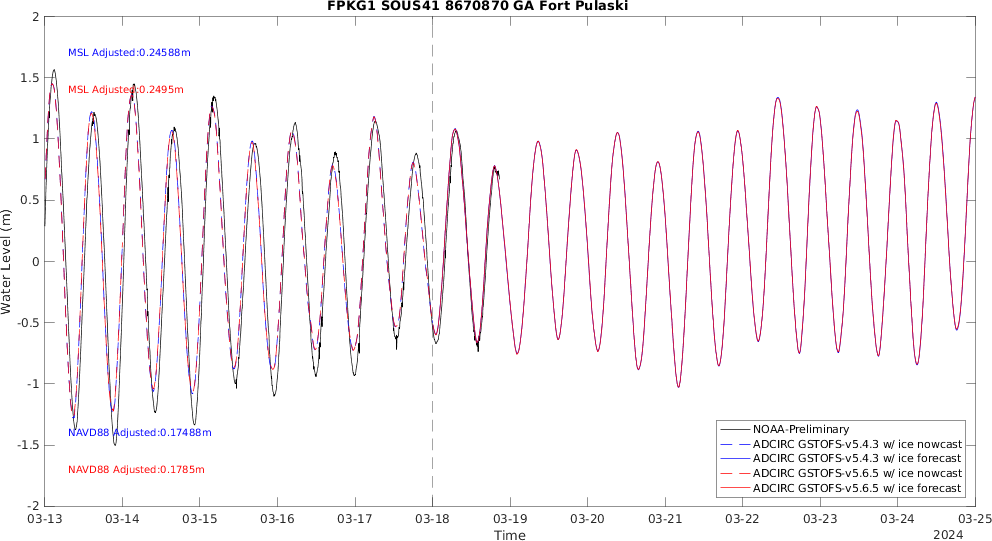 FPKG1 SOUS41 8670870 GA Fort Pulaski
2
1.5
1
0.5
0
-0.5
-1
-1.5
-2
Water Level (m)
MSL Adjusted:0.24588m
MSL Adjusted:0.2495m
NAVD88 Adjusted:0.17488m
NAVD88 Adjusted:0.1785m
NOAA-Preliminary
ADCIRC GSTOFS-v5.4.3 w/ ice nowcast
ADCIRC GSTOFS-v5.4.3 w/ ice forecast
ADCIRC GSTOFS-v5.6.5 w/ ice nowcast
ADCIRC GSTOFS-v5.6.5 w/ ice forecast
03-13 03-14 03-15 03-16 03-17 03-18 03-19 03-20 03-21 03-22 03-23 03-24 03-25
Time
2024